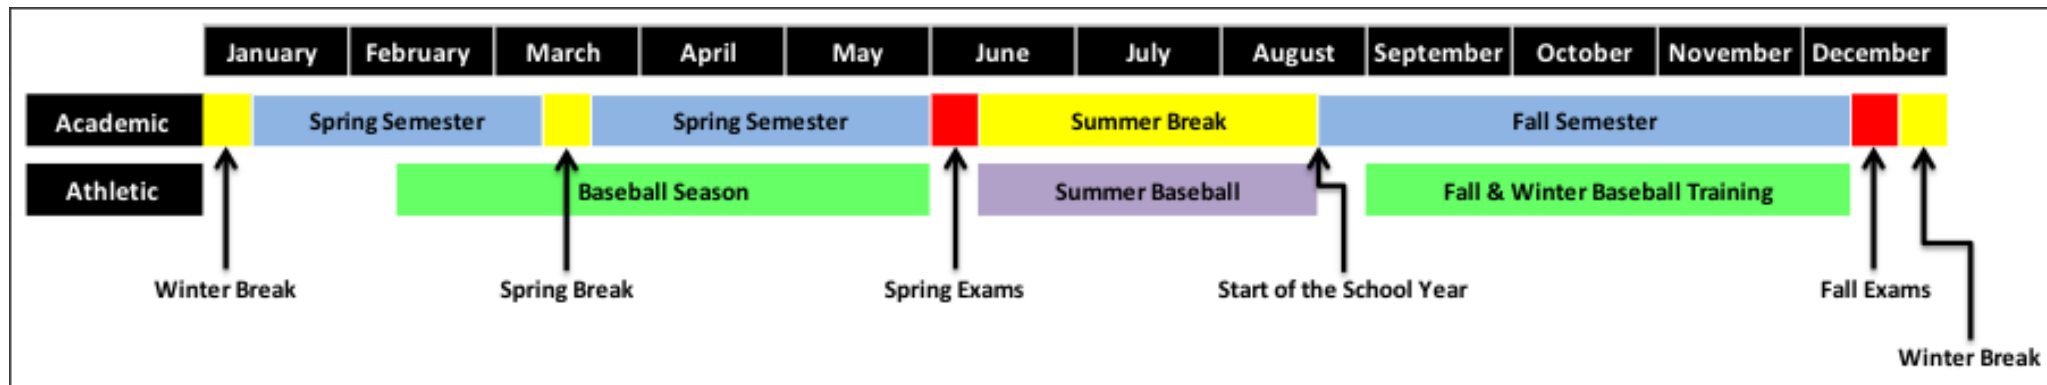 January February March April May June July August September October November December
Academic Spring Semester Spring Semester Summer Break Fall Semester
Athletic Baseball Season Summer Baseball Fall & Winter Baseball Training
Winter Break Spring Break Spring Exams Start of the School Year Fall Exams
Winter Break